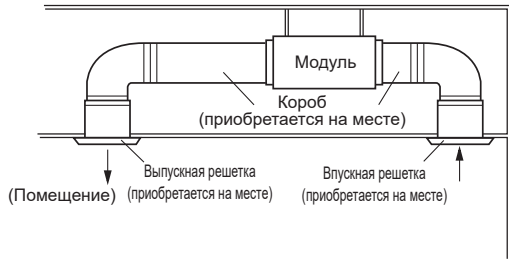 Модуль
Короб
(приобретается на месте)
Выпускная решетка
(приобретается на месте)
Впускная решетка
(приобретается на месте)
(Помещение)